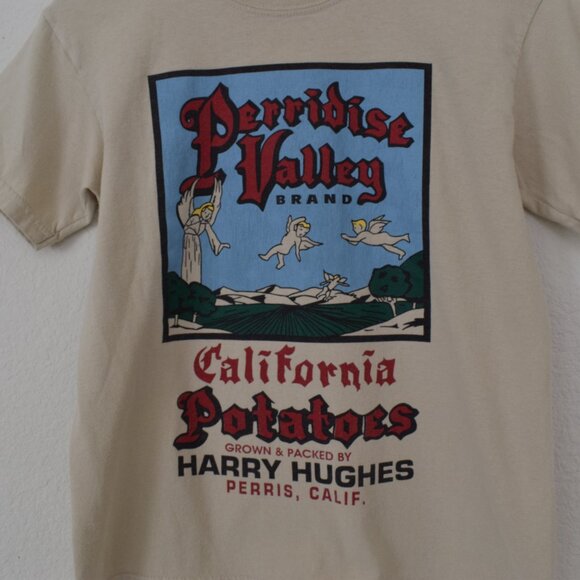 Perridise
Valley
BRAND
California
Potatoes
GROWN & PACKED BY
HARRY HUGHES
PERRIS, CALIF.